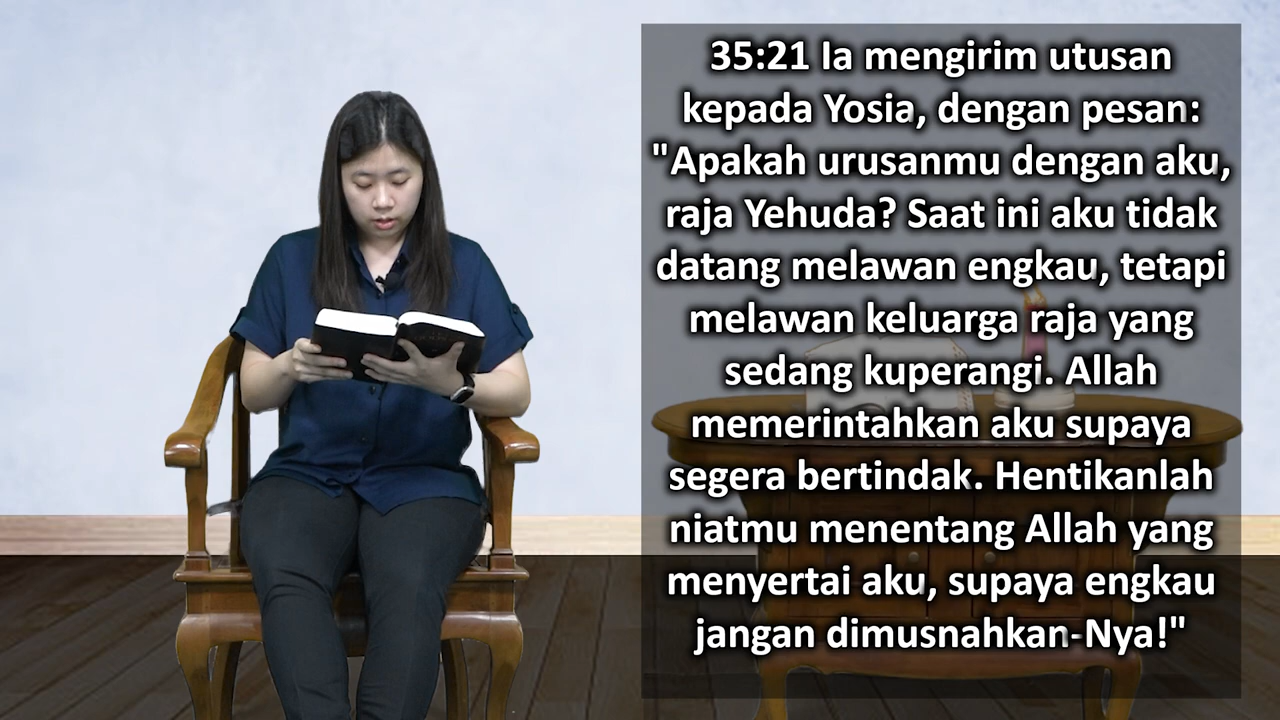 35:21 Ia mengirim utusan
kepada Yosia, dengan pesan:
"Apakah urusanmu dengan aku,
raja Yehuda? Saat ini aku tidak
datang melawan engkau, tetapi
melawan keluarga raja yang
sedang kuperangi. Allah
memerintahkan aku supaya
segera bertindak. Hentikanlah
niatmu menentang Allah yang
menyertai aku, supaya engkau
jangan dimusnahkan-Nya!"